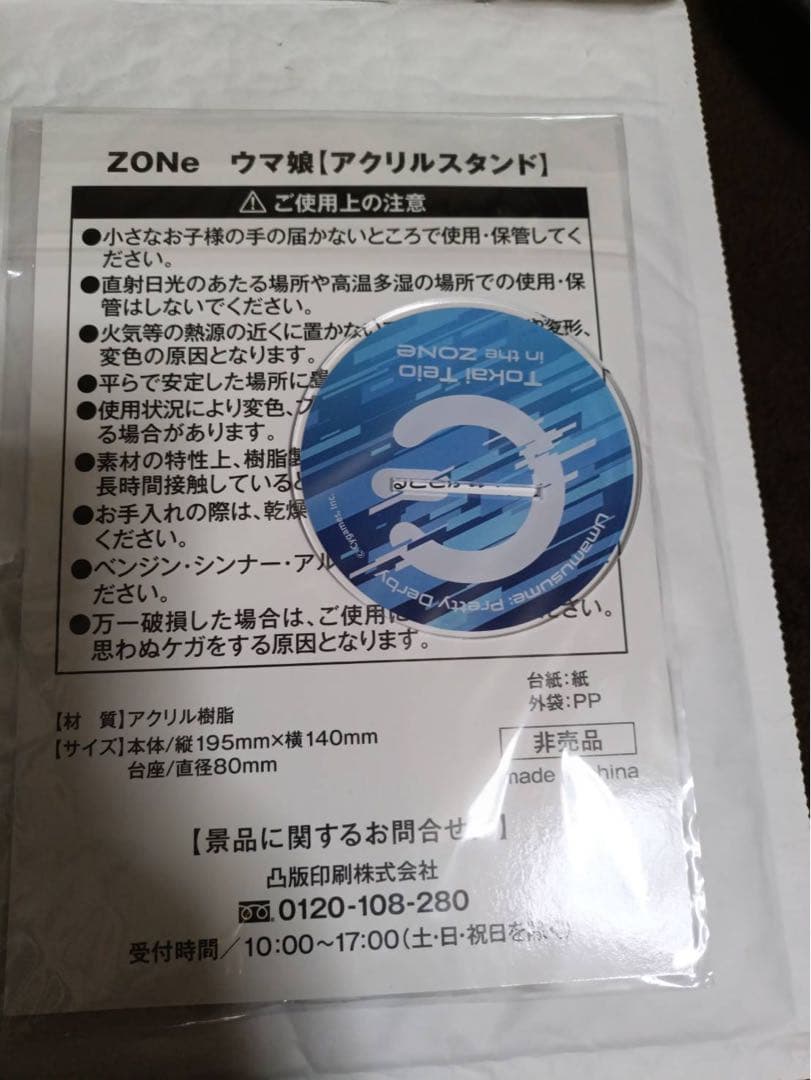 ZONe ウマ娘【アクリルスタンド】
⚠ ご使用上の注意
●小さなお子様の手の届かないところで使用・保管してく
ださい。
●直射日光のあたる場所や高温多湿の場所での使用・保
管はしないでください。
●火気等の熱源の近くに置かない
変形、
変色の原因となります。
●平らで安定した場所に
●使用状況により変色、
る場合があります。
●素材の特性上、樹脂
長時間接触していると
●お手入れの際は、乾燥
ください。
●ベンジン・シンナー・アル
ださい。
●万一破損した場合は、ご使用に
ださい。
思わぬケガをする原因となります。
Tokai Teio
in the ZONe
Umamusume: Pretty Derby
©Cygames, Inc.
台紙:紙
外袋:PP
【材 質】アクリル樹脂
【サイズ】本体/縦195mm×横140mm
台座/直径80mm
非売品
made in china
【景品に関するお問合せ先】
凸版印刷株式会社
0120-108-280
受付時間/10:00〜17:00(土・日・祝日を除く)